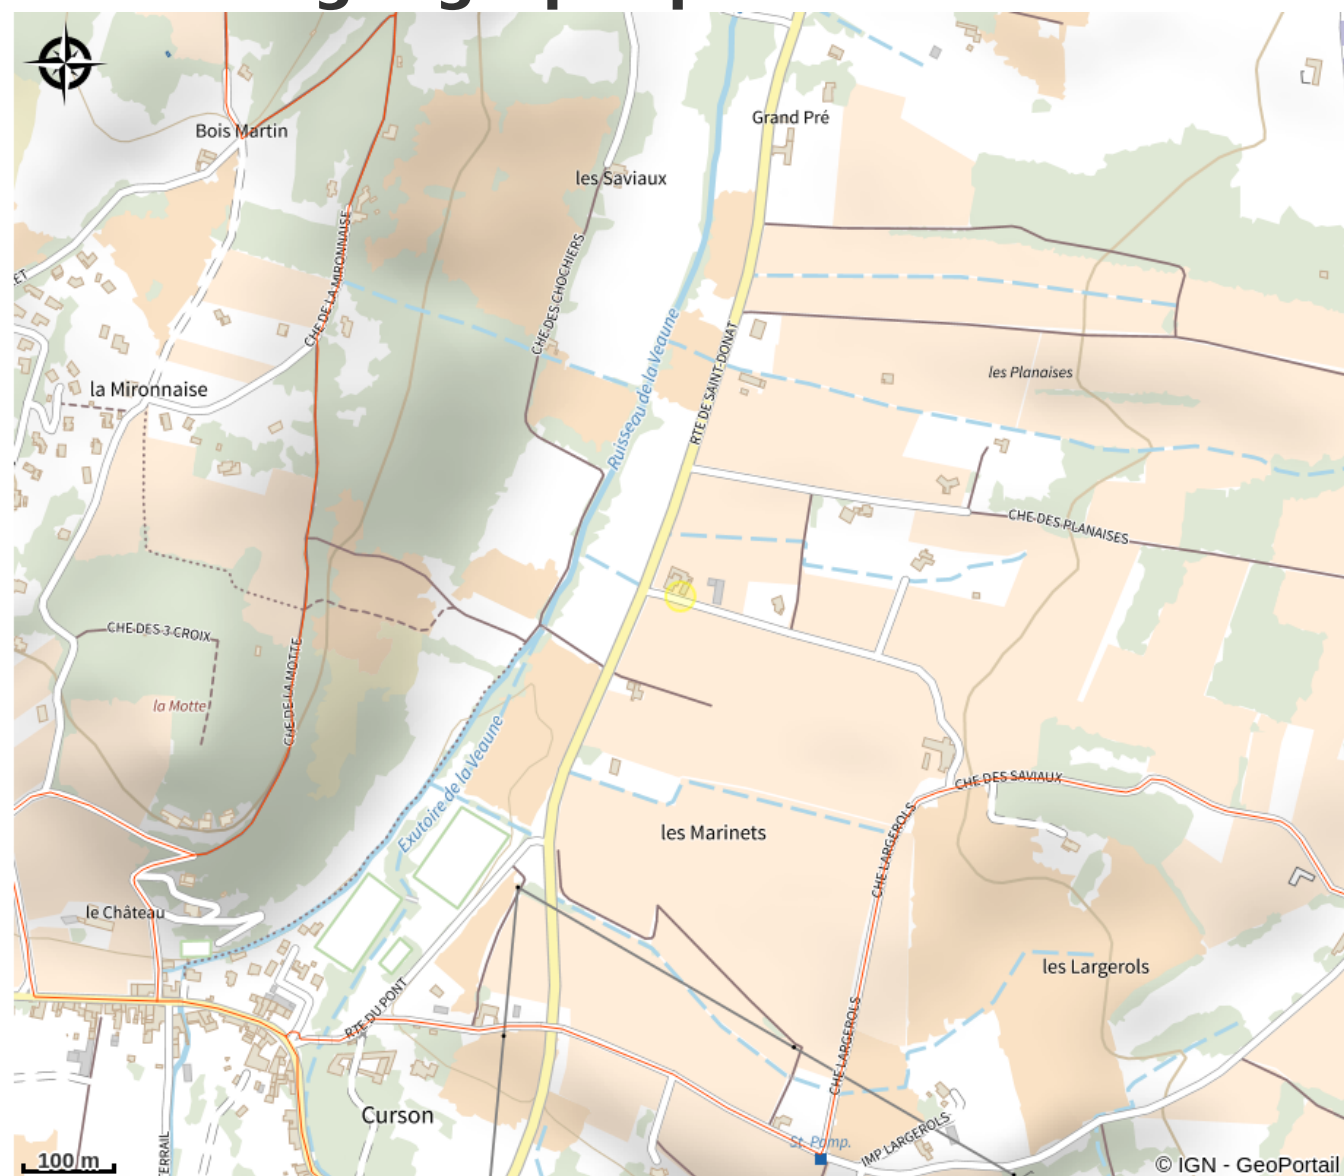 Grand Pré
Bois Martin
les Saviaux
CHE DE LA MIRONNAISE
CHE DES CHOCHIERS
ET
Ruisseau de la Veaune
RTE DE SAINT-DONAT
les Planaises
la Mironnaise
CHE DES PLANAISES
CHE DES 3 CROIX
CHE DE LA MOTTE
la Motte
Exutoire de la Veaune
CHE DES SAVIAUX
les Marinets
CHE LARGEROLS
le Château
les Largerols
RTE DU PONT
CHE LARGEROLS
Curson
St. Pomp.
IMP LARGEROLS
ERRAIL
100 m
© IGN - GeoPortail